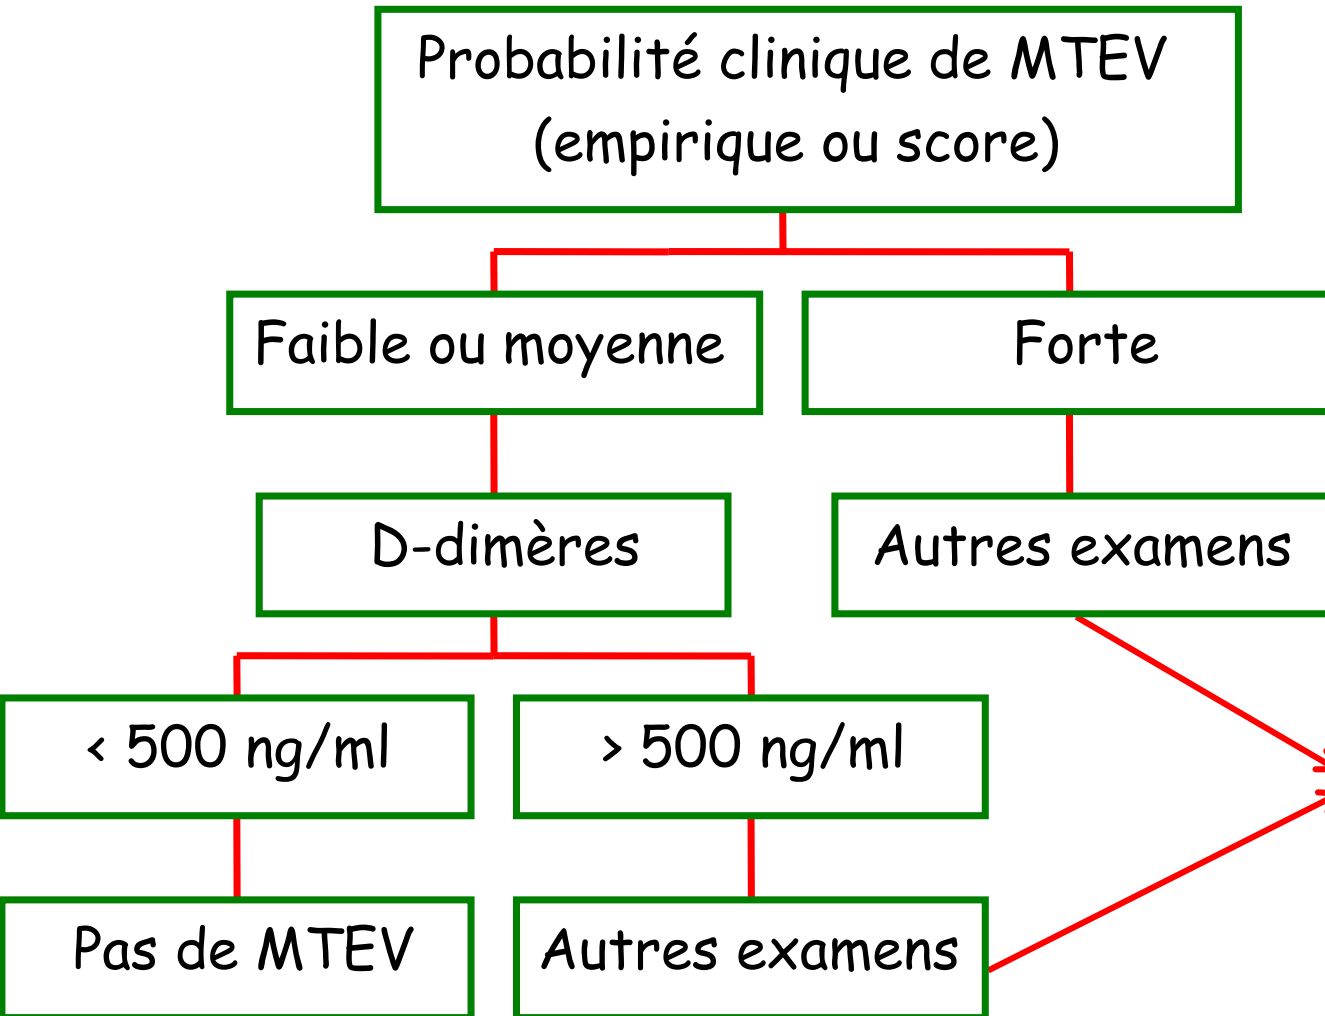 Probabilité clinique de MTEV
(empirique ou score)
Faible ou moyenne
Forte
D-dimères
Autres examens
< 500 ng/ml
> 500 ng/ml
Pas de MTEV
Autres examens